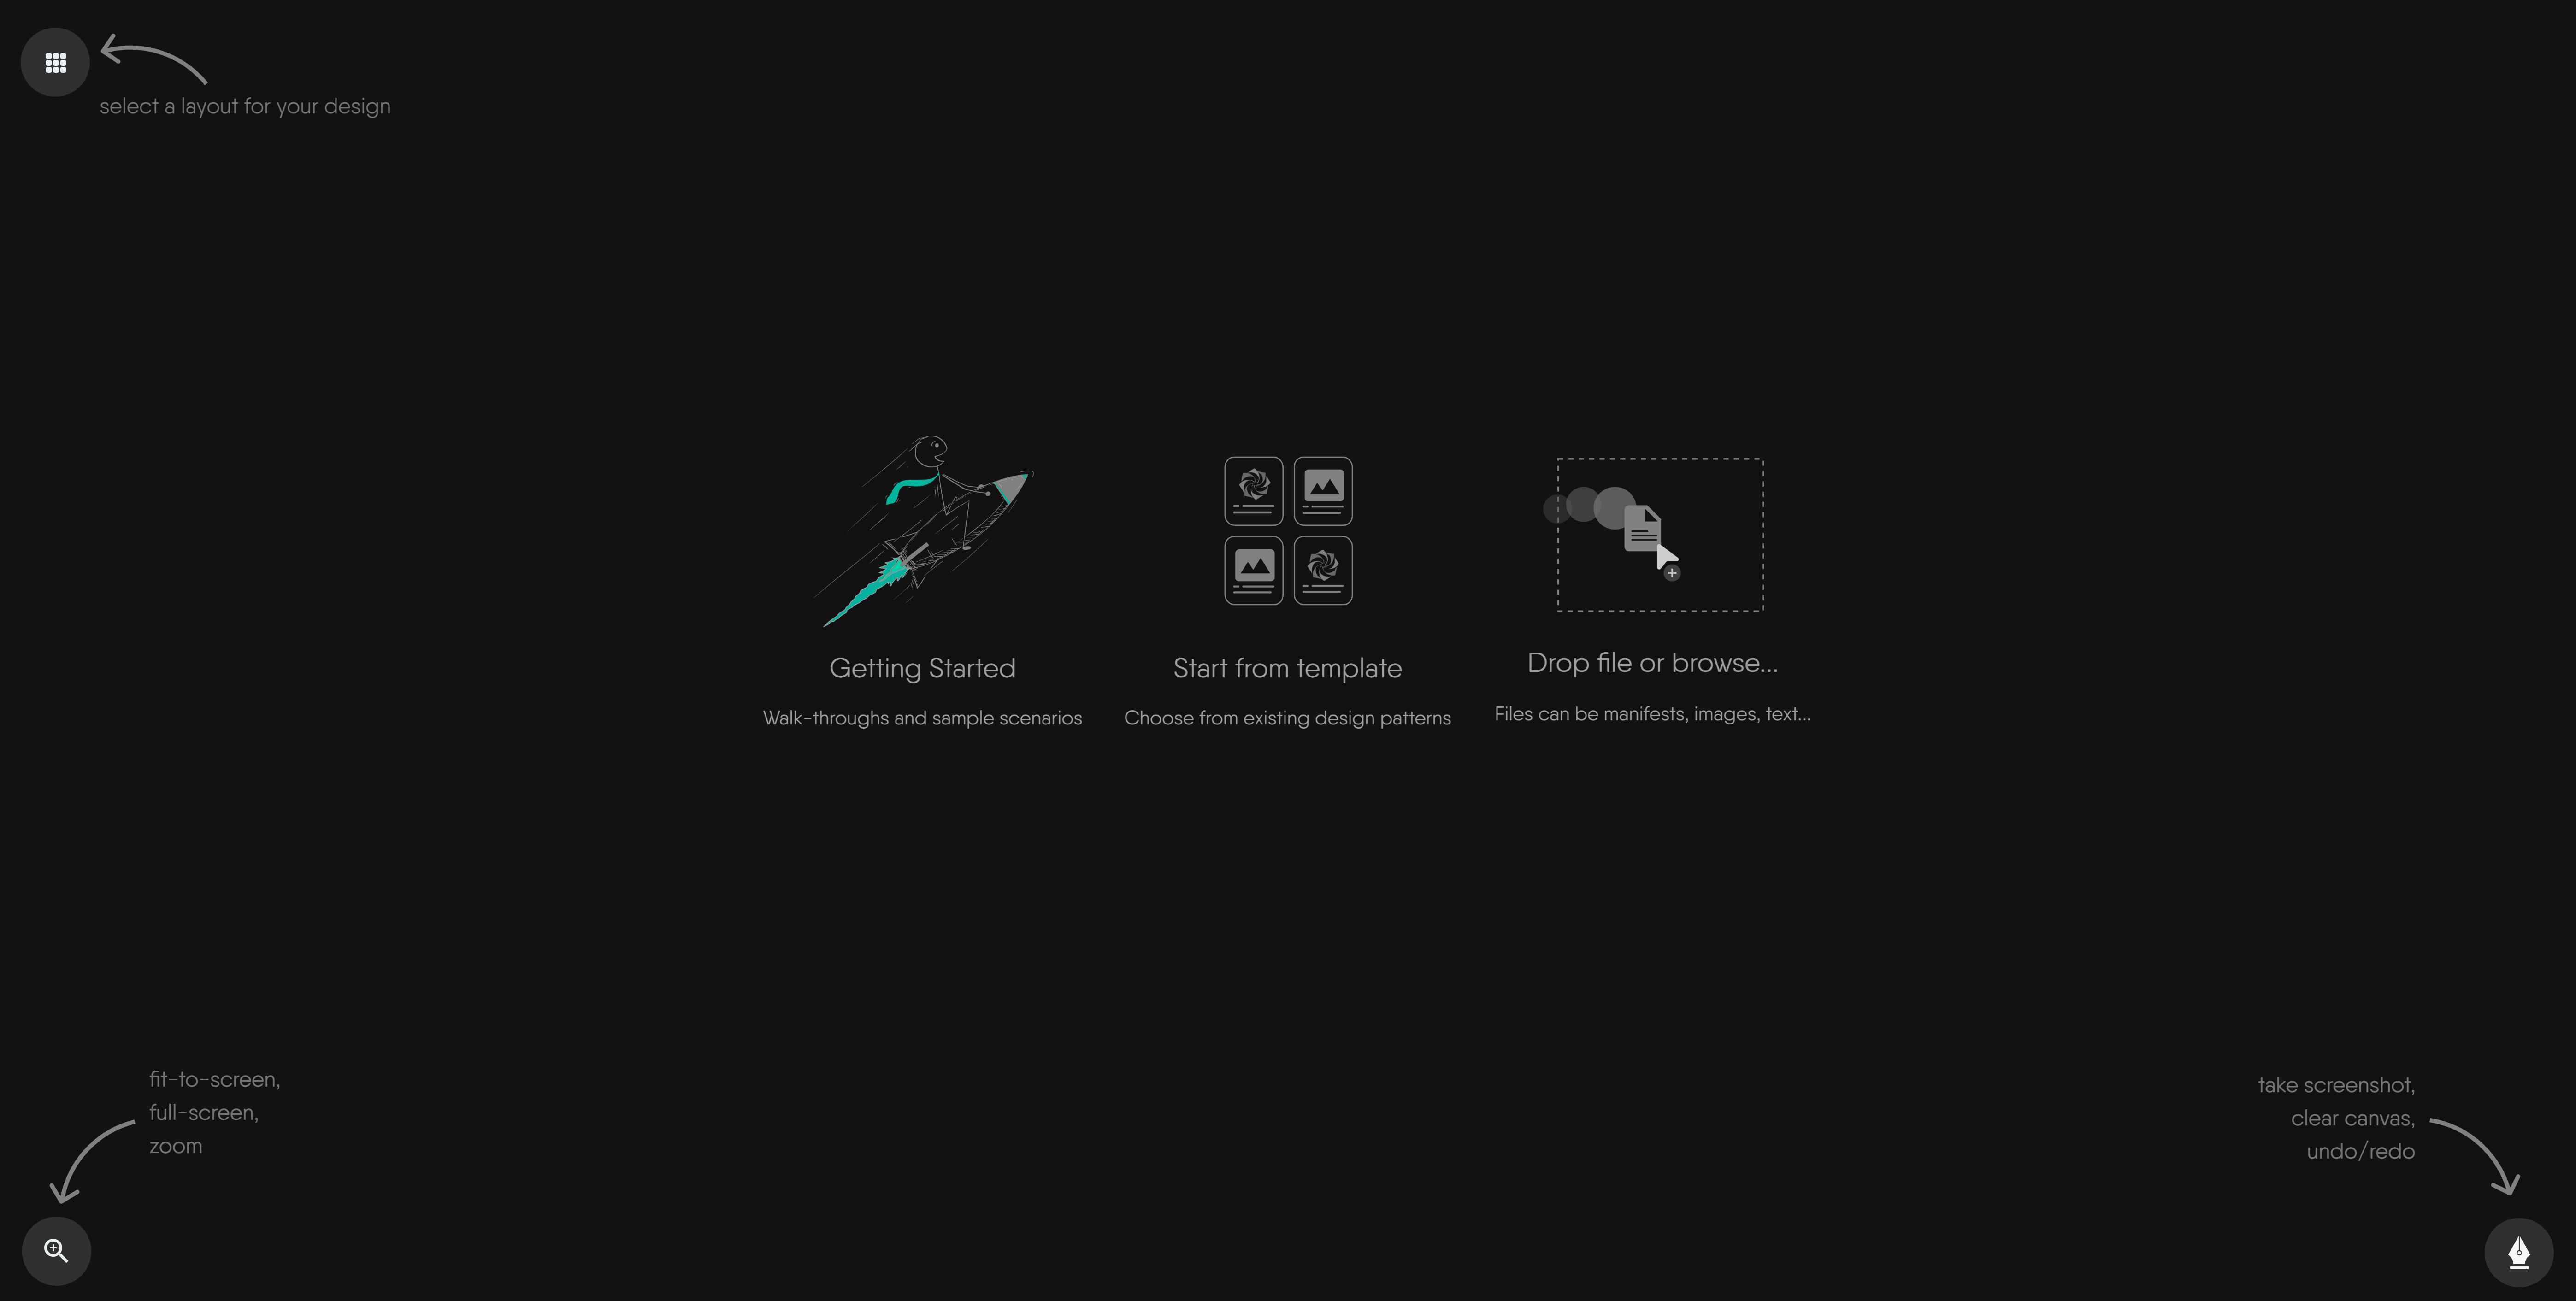 select a layout for your design
Getting Started
Walk-throughs and sample scenarios
Start from template
Choose from existing design patterns
Drop file or browse...
Files can be manifests, images, text...
fit-to-screen,
full-screen,
zoom
take screenshot,
clear canvas,
undo/redo